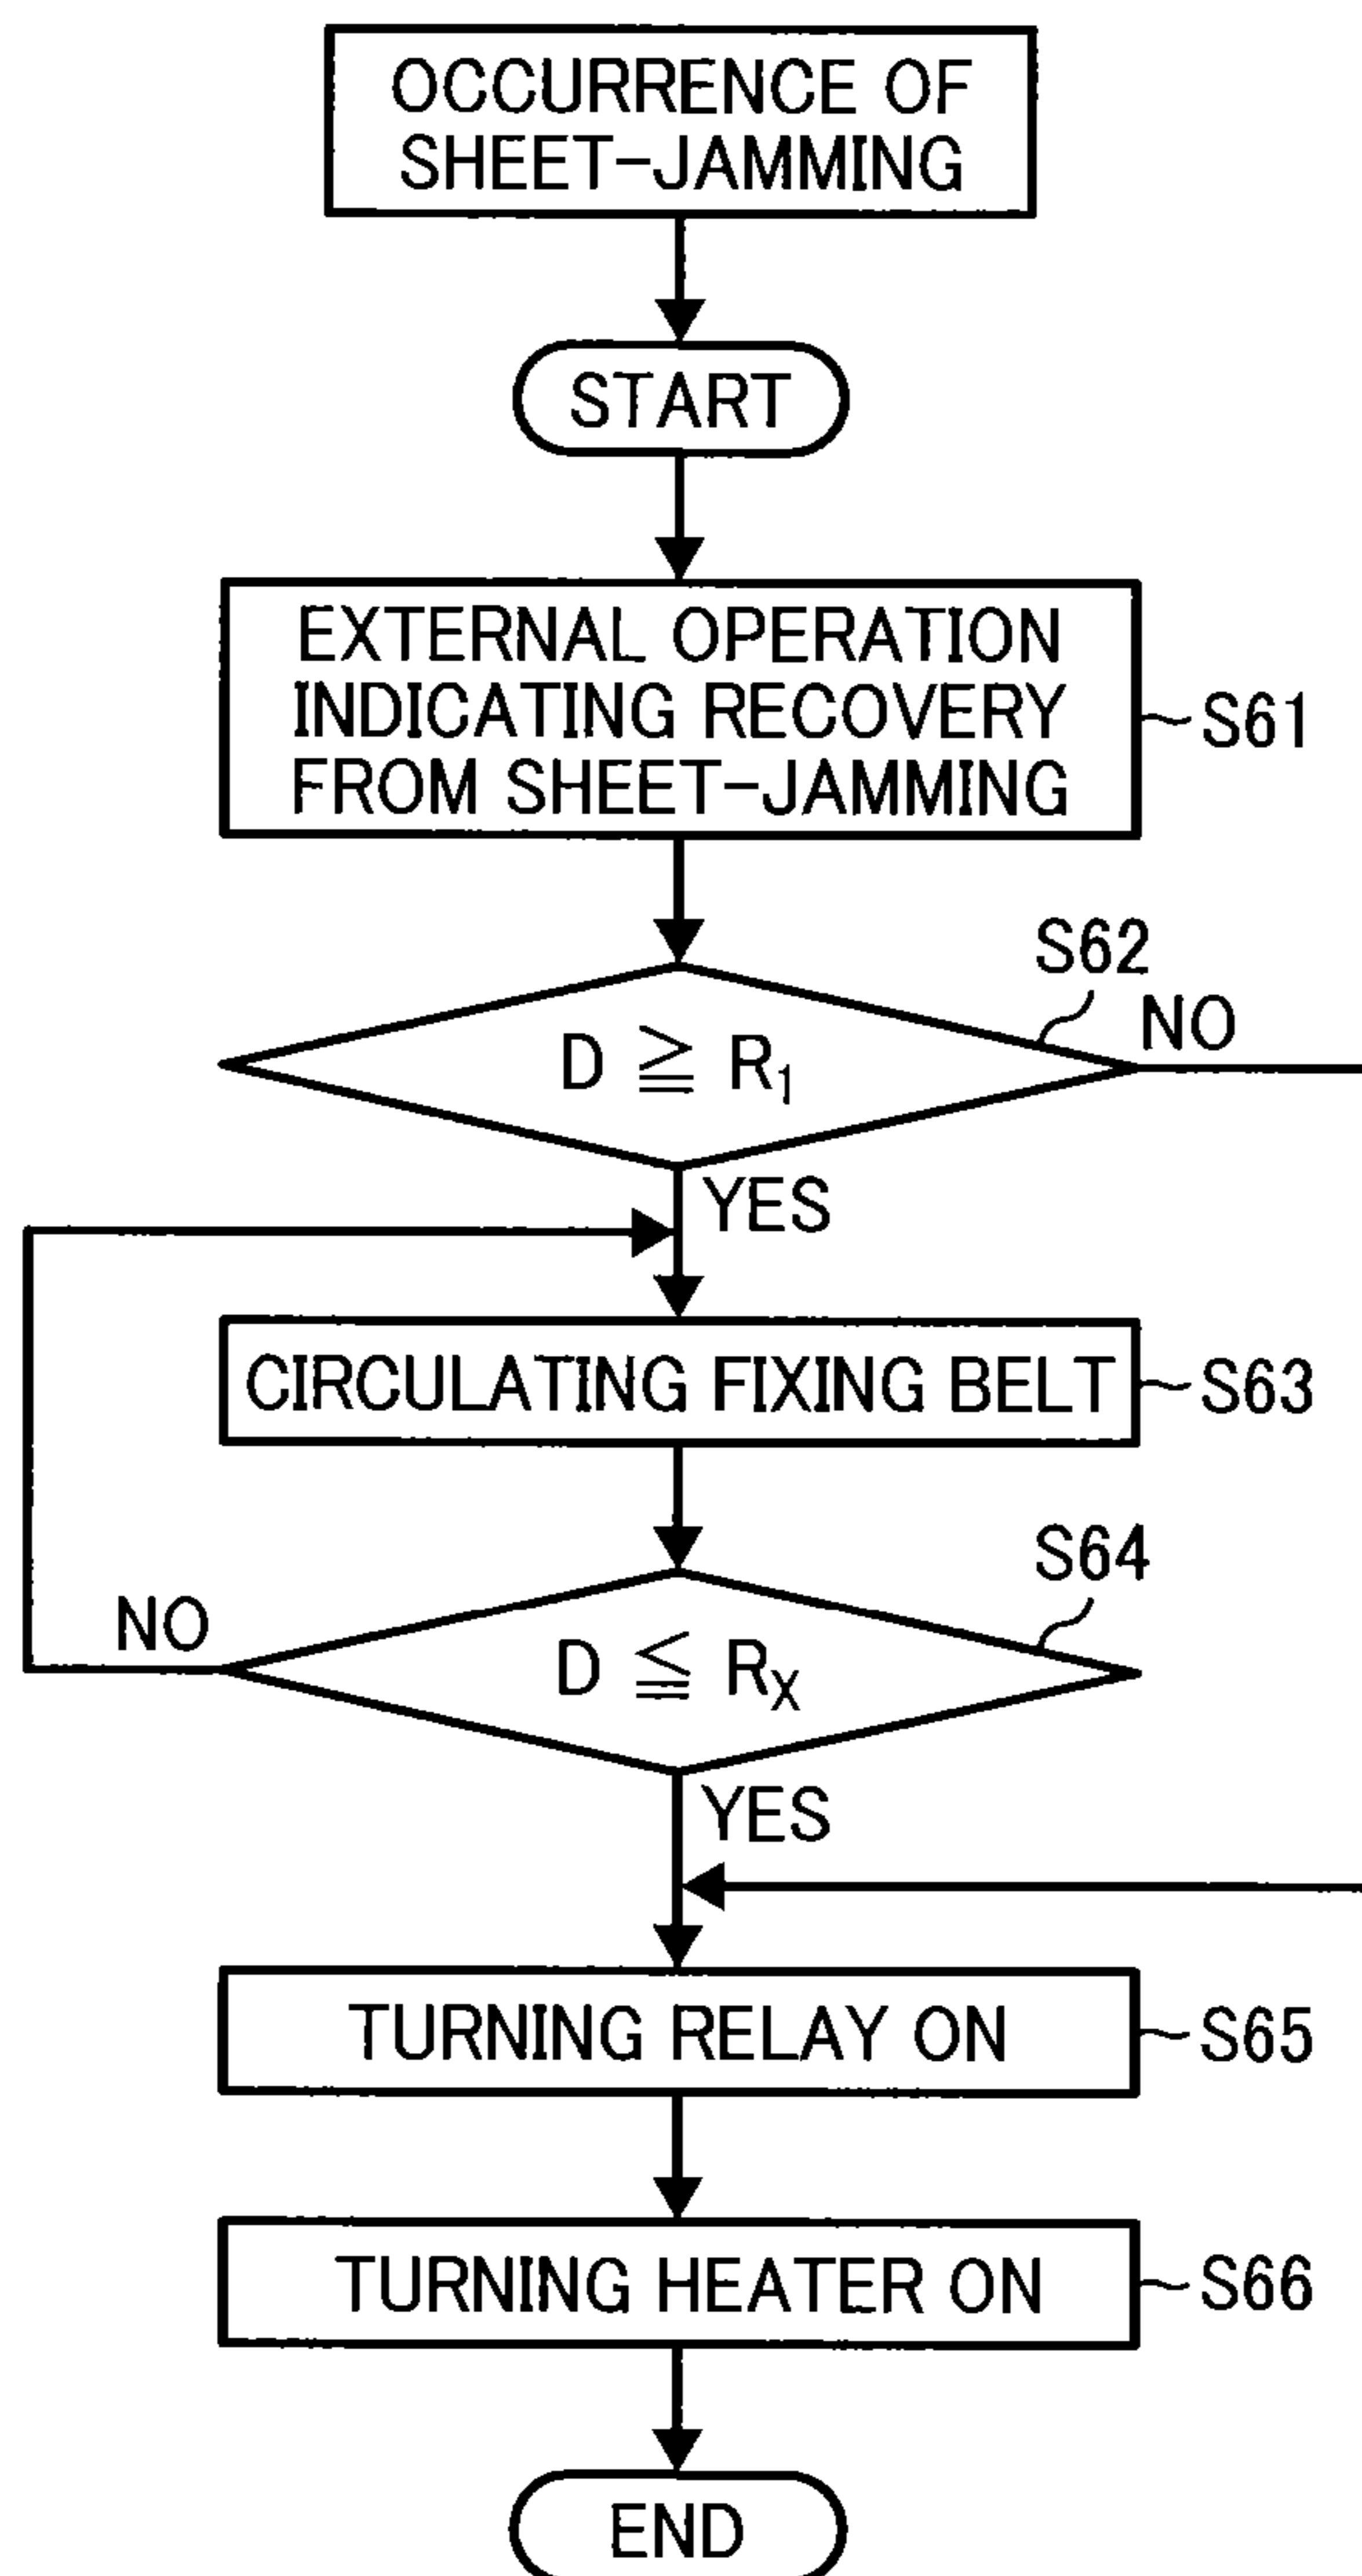 OCCURRENCE OF
SHEET-JAMMING
START
EXTERNAL OPERATION
INDICATING RECOVERY
FROM SHEET-JAMMING
S61
S62
D ≧ R₁
NO
YES
CIRCULATING FIXING BELT
S63
S64
D ≦ Rₓ
NO
YES
TURNING RELAY ON
S65
TURNING HEATER ON
S66
END